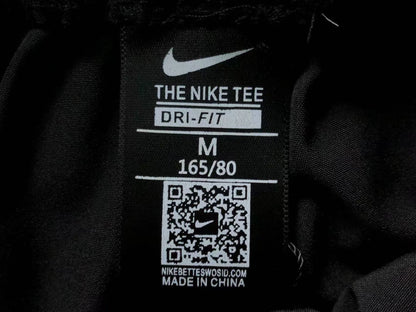 THE NIKE TEE
DRI-FIT
M
165/80
NIKEBETTESWOSID.COM
MADE IN CHINA